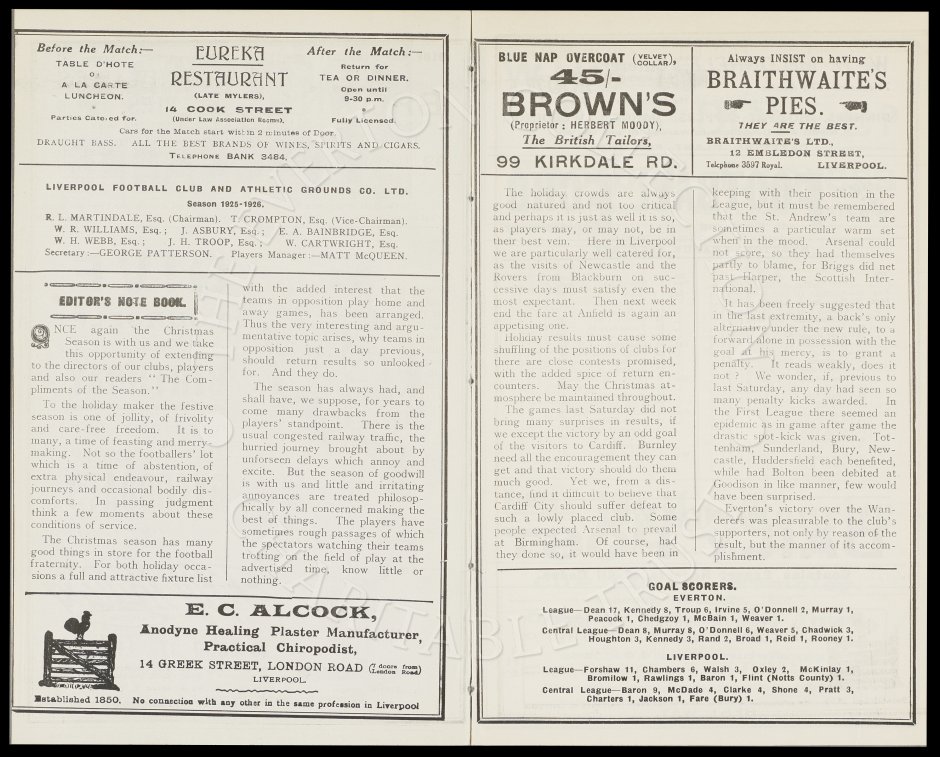 Before the Match:—
TABLE D'HOTE
or
A LA CARTE
LUNCHEON.
Parties Catered for.
EUREKA
RESTAURANT
(LATE MYLERS),
14 COOK STREET
(Under Law Association Rooms).
After the Match:—
Return for
TEA OR DINNER.
Open until
9-30 p.m.
Fully Licensed.
Cars for the Match start within 2 minutes of Door.
DRAUGHT BASS. ALL THE BEST BRANDS OF WINES, SPIRITS AND CIGARS.
TELEPHONE BANK 3484.
LIVERPOOL FOOTBALL CLUB AND ATHLETIC GROUNDS CO. LTD.
Season 1925-1926.
R. L. MARTINDALE, Esq. (Chairman). T. CROMPTON, Esq. (Vice-Chairman).
W. R. WILLIAMS, Esq.; J. ASBURY, Esq.; E. A. BAINBRIDGE, Esq.
W. H. WEBB, Esq.; J. H. TROOP, Esq.; W. CARTWRIGHT, Esq.
Secretary:—GEORGE PATTERSON. Players Manager:—MATT McQUEEN.
EDITOR'S NOTE BOOK.
ONCE again the Christmas
Season is with us and we take
this opportunity of extending
to the directors of our clubs, players
and also our readers "The Com-
pliments of the Season."
To the holiday maker the festive
season is one of jollity, of frivolity
and care-free freedom. It is to
many, a time of feasting and merry-
making. Not so the footballers' lot
which is a time of abstention, of
extra physical endeavour, railway
journeys and occasional bodily dis-
comforts. In passing judgment
think a few moments about these
conditions of service.
The Christmas season has many
good things in store for the football
fraternity. For both holiday occa-
sions a full and attractive fixture list
with the added interest that the
teams in opposition play home and
away games, has been arranged.
Thus the very interesting and argu-
mentative topic arises, why teams in
opposition just a day previous,
should return results so unlooked
for. And they do.
The season has always had, and
shall have, we suppose, for years to
come many drawbacks from the
players' standpoint. There is the
usual congested railway traffic, the
hurried journey brought about by
unforseen delays which annoy and
excite. But the season of goodwill
is with us and little and irritating
annoyances are treated philosop-
hically by all concerned making the
best of things. The players have
sometimes rough passages of which
the spectators watching their teams
trotting on the field of play at the
advertised time, know little or
nothing.
E. C. ALCOCK,
Anodyne Healing Plaster Manufacturer,
Practical Chiropodist,
14 GREEK STREET, LONDON ROAD (7 doors from London Road)
LIVERPOOL.
Established 1850. No connection with any other in the same profession in Liverpool
BLUE NAP OVERCOAT (VELVET COLLAR),
45/-
BROWN'S
(Proprietor: HERBERT MOODY),
The British Tailors,
99 KIRKDALE RD.
Always INSIST on having
BRAITHWAITE'S
PIES.
THEY ARE THE BEST.
BRAITHWAITE'S LTD.,
12 EMBLEDON STREET,
Telephone 3597 Royal. LIVERPOOL.
The holiday crowds are always
good natured and not too critical
and perhaps it is just as well it is so,
as players may, or may not, be in
their best vein. Here in Liverpool
we are particularly well catered for,
as the visits of Newcastle and the
Rovers from Blackburn on suc-
cessive days must satisfy even the
most expectant. Then next week
end the fare at Anfield is again an
appetising one.
Holiday results must cause some
shuffling of the positions of clubs for
there are close contests promised,
with the added spice of return en-
counters. May the Christmas at-
mosphere be maintained throughout.
The games last Saturday did not
bring many surprises in results, if
we except the victory by an odd goal
of the visitors to Cardiff. Burnley
need all the encouragement they can
get and that victory should do them
much good. Yet we, from a dis-
tance, find it difficult to believe that
Cardiff City should suffer defeat to
such a lowly placed club. Some
people expected Arsenal to prevail
at Birmingham. Of course, had
they done so, it would have been in
keeping with their position in the
League, but it must be remembered
that the St. Andrew's team are
sometimes a particular warm set
when in the mood. Arsenal could
not score, so they had themselves
partly to blame, for Briggs did net
past Harper, the Scottish Inter-
national.
It has been freely suggested that
in the last extremity, a back's only
alternative under the new rule, to a
forward alone in possession with the
goal at his mercy, is to grant a
penalty. It reads weakly, does it
not? We wonder, if, previous to
last Saturday, any day had seen so
many penalty kicks awarded. In
the First League there seemed an
epidemic as in game after game the
drastic spot-kick was given. Tot-
tenham, Sunderland, Bury, New-
castle, Huddersfield each benefited,
while had Bolton been debited at
Goodison in like manner, few would
have been surprised.
Everton's victory over the Wan-
derers was pleasurable to the club's
supporters, not only by reason of the
result, but the manner of its accom-
plishment.
GOAL SCORERS.
EVERTON.
League—Dean 17, Kennedy 8, Troup 6, Irvine 5, O'Donnell 2, Murray 1,
Peacock 1, Chedgzoy 1, McBain 1, Weaver 1.
Central League—Dean 8, Murray 8, O'Donnell 6, Weaver 5, Chadwick 3,
Houghton 3, Kennedy 3, Rand 2, Broad 1, Reid 1, Rooney 1.
LIVERPOOL.
League—Forshaw 11, Chambers 6, Walsh 3, Oxley 2, McKinlay 1,
Bromilow 1, Rawlings 1, Baron 1, Flint (Notts County) 1.
Central League—Baron 9, McDade 4, Clarke 4, Shone 4, Pratt 3,
Charters 1, Jackson 1, Fare (Bury) 1.